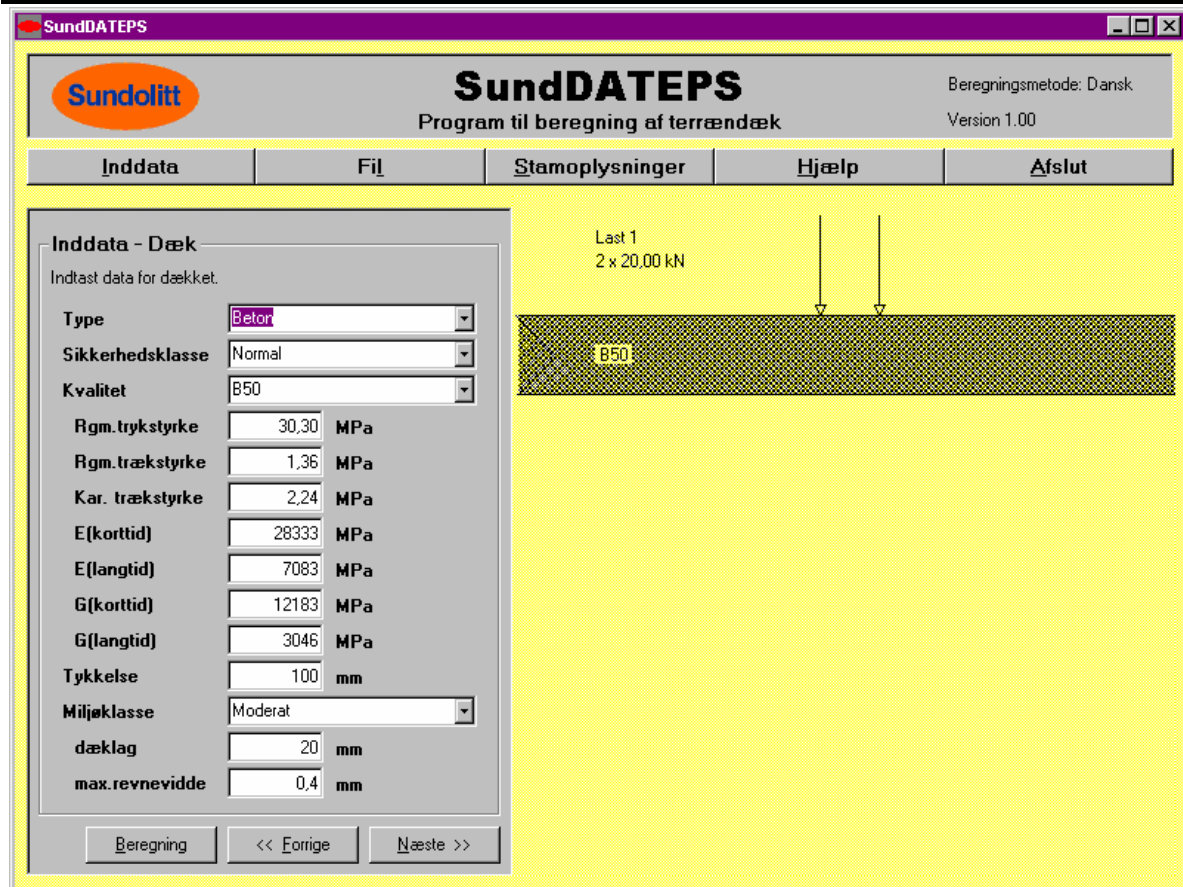 SundDATEPS
Sundolitt
SundDATEPS
Program til beregning af terrændæk
Beregningsmetode: Dansk
Version 1.00
Inddata
Fil
Stamoplysninger
Hjælp
Afslut
Inddata - Dæk
Indtast data for dækket.
Type Beton
Sikkerhedsklasse Normal
Kvalitet B50
Rgm.trykstyrke 30,30 MPa
Rgm.trækstyrke 1,36 MPa
Kar. trækstyrke 2,24 MPa
E(korttid) 28333 MPa
E(langtid) 7083 MPa
G(korttid) 12183 MPa
G(langtid) 3046 MPa
Tykkelse 100 mm
Miljøklasse Moderat
dæklag 20 mm
max.revnevidde 0,4 mm
Beregning
<< Forrige
Næste >>
Last 1
2 x 20,00 kN
B50